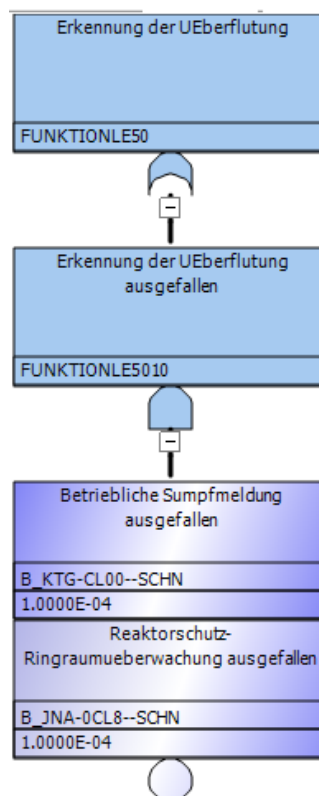 Erkennung der UEberflutung
FUNKTIONLE50
Erkennung der UEberflutung
ausgefallen
FUNKTIONLE5010
Betriebliche Sumpfmeldung
ausgefallen
B_KTG-CL00--SCHN
1.0000E-04
Reaktorschutz-
Ringraumueberwachung ausgefallen
B_JNA-0CL8--SCHN
1.0000E-04